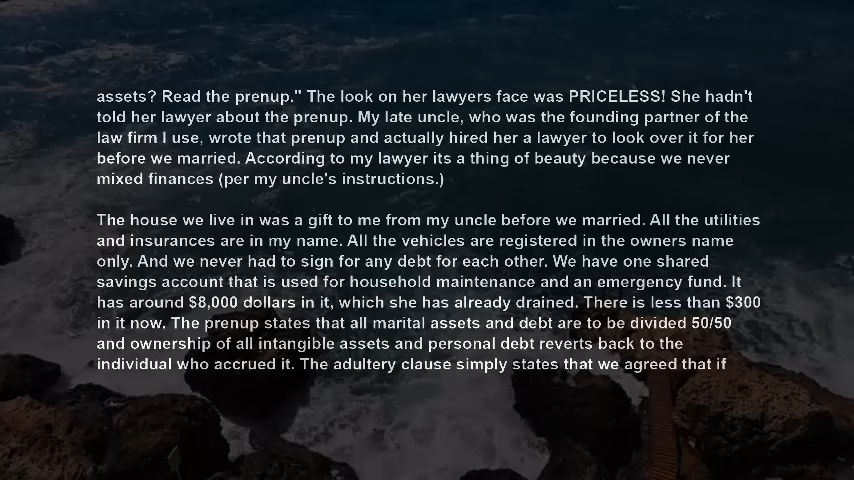 assets? Read the prenup." The look on her lawyers face was PRICELESS! She hadn't
told her lawyer about the prenup. My late uncle, who was the founding partner of the
law firm I use, wrote that prenup and actually hired her a lawyer to look over it for her
before we married. According to my lawyer its a thing of beauty because we never
mixed finances (per my uncle's instructions.)
The house we live in was a gift to me from my uncle before we married. All the utilities
and insurances are in my name. All the vehicles are registered in the owners name
only. And we never had to sign for any debt for each other. We have one shared
savings account that is used for household maintenance and an emergency fund. It
has around $8,000 dollars in it, which she has already drained. There is less than $300
in it now. The prenup states that all marital assets and debt are to be divided 50/50
and ownership of all intangible assets and personal debt reverts back to the
individual who accrued it. The adultery clause simply states that we agreed that if